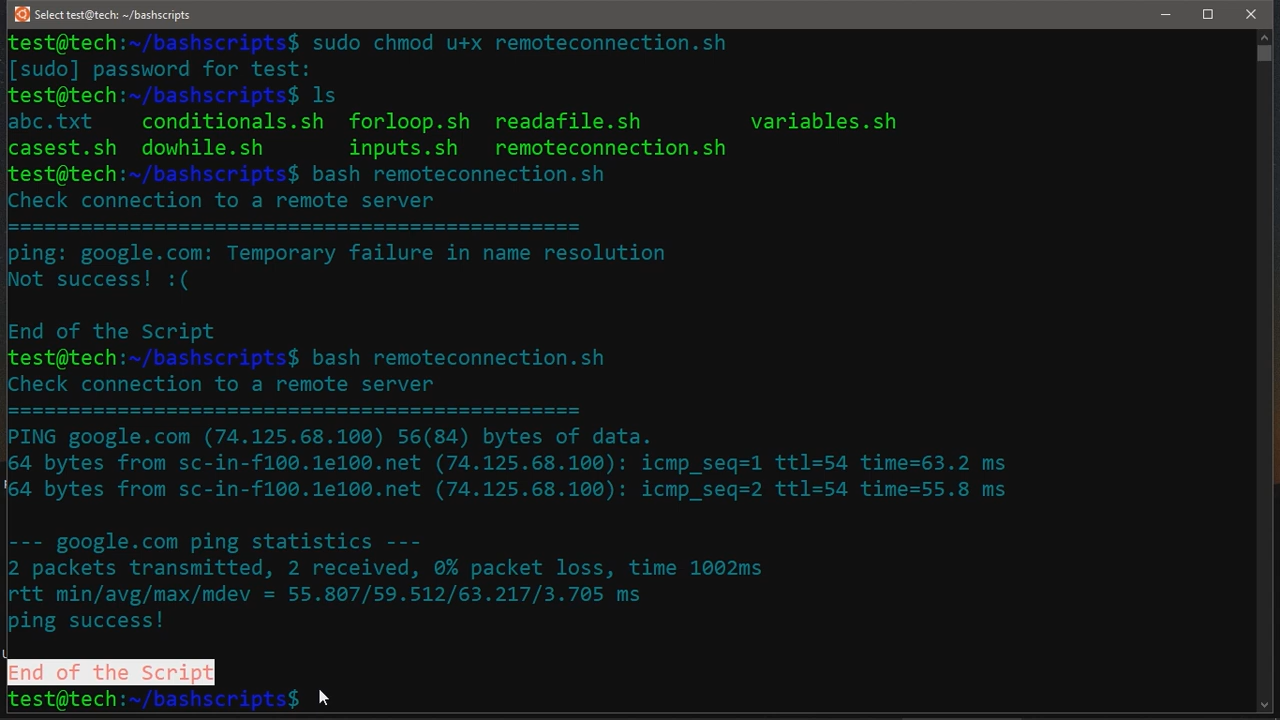 Select test@tech: ~/bashscripts
test@tech:~/bashscripts$ sudo chmod u+x remoteconnection.sh
[sudo] password for test:
test@tech:~/bashscripts$ ls
abc.txt    conditionals.sh  forloop.sh  readafile.sh         variables.sh
casest.sh  dowhile.sh       inputs.sh   remoteconnection.sh
test@tech:~/bashscripts$ bash remoteconnection.sh
Check connection to a remote server
===============================================
ping: google.com: Temporary failure in name resolution
Not success! :(
End of the Script
test@tech:~/bashscripts$ bash remoteconnection.sh
Check connection to a remote server
===============================================
PING google.com (74.125.68.100) 56(84) bytes of data.
64 bytes from sc-in-f100.1e100.net (74.125.68.100): icmp_seq=1 ttl=54 time=63.2 ms
64 bytes from sc-in-f100.1e100.net (74.125.68.100): icmp_seq=2 ttl=54 time=55.8 ms
--- google.com ping statistics ---
2 packets transmitted, 2 received, 0% packet loss, time 1002ms
rtt min/avg/max/mdev = 55.807/59.512/63.217/3.705 ms
ping success!
End of the Script
test@tech:~/bashscripts$